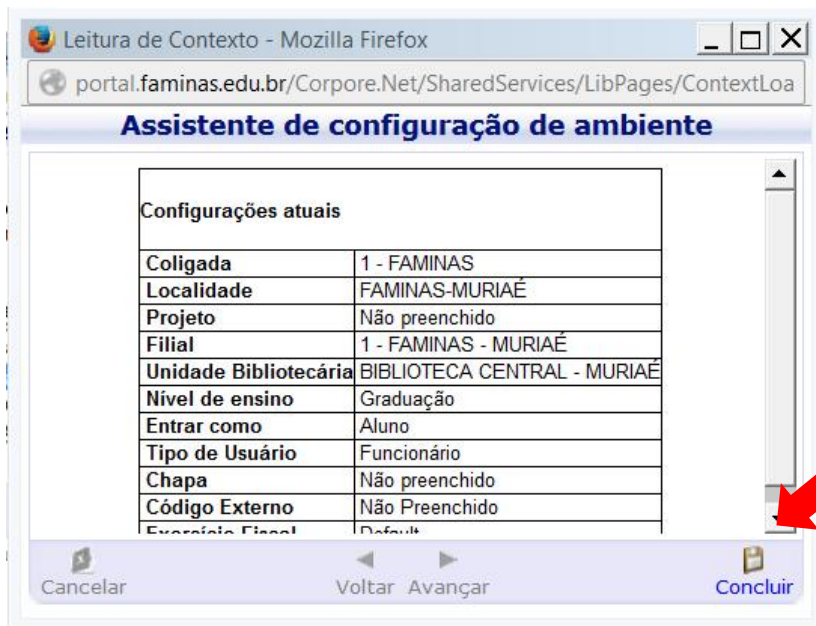 Leitura de Contexto - Mozilla Firefox
portal.faminas.edu.br/Corpore.Net/SharedServices/LibPages/ContextLoa
Assistente de configuração de ambiente
Configurações atuais
Coligada 1 - FAMINAS
Localidade FAMINAS-MURIAÉ
Projeto Não preenchido
Filial 1 - FAMINAS - MURIAÉ
Unidade Bibliotecária BIBLIOTECA CENTRAL - MURIAÉ
Nível de ensino Graduação
Entrar como Aluno
Tipo de Usuário Funcionário
Chapa Não preenchido
Código Externo Não Preenchido
Exercício Fiscal Default
Cancelar Voltar Avançar Concluir